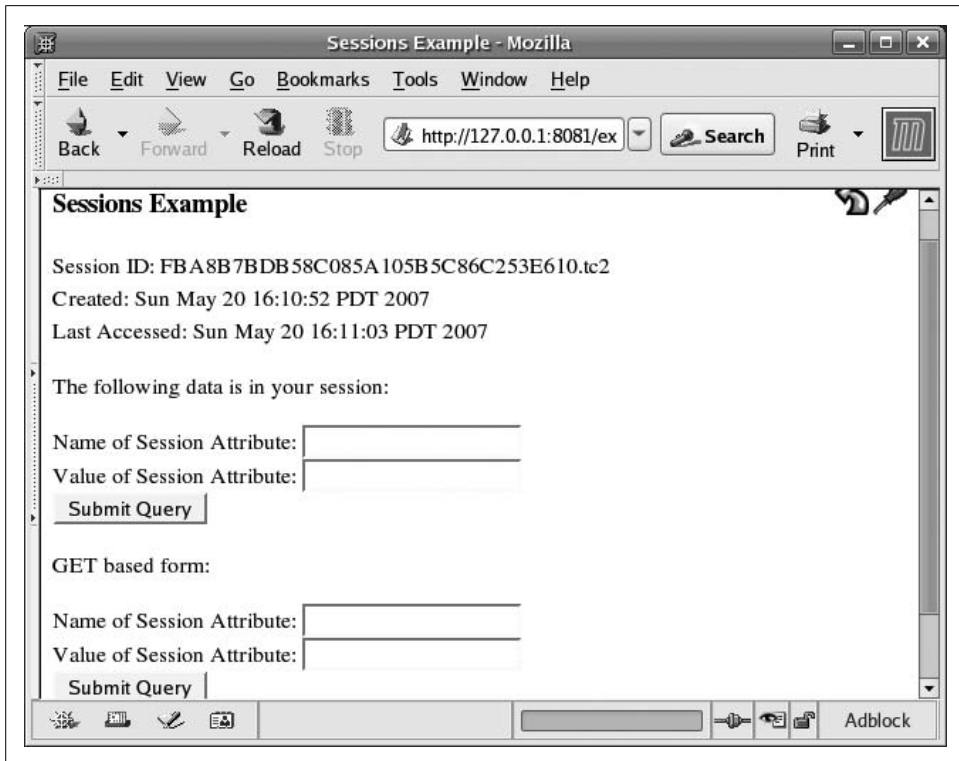 Sessions Example - Mozilla
File Edit View Go Bookmarks Tools Window Help
Back Forward Reload Stop http://127.0.0.1:8081/ex Search Print
Sessions Example
Session ID: FBA8B7BDB58C085A105B5C86C253E610.tc2
Created: Sun May 20 16:10:52 PDT 2007
Last Accessed: Sun May 20 16:11:03 PDT 2007
The following data is in your session:
Name of Session Attribute:
Value of Session Attribute:
Submit Query
GET based form:
Name of Session Attribute:
Value of Session Attribute:
Submit Query
Adblock